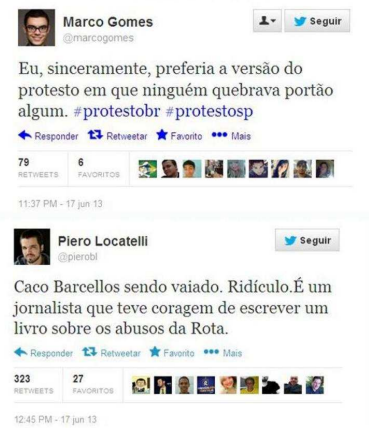 Marco Gomes
@marcogomes
Seguir
Eu, sinceramente, preferia a versão do
protesto em que ninguém quebrava portão
algum. #protestobr #protestosp
Responder Retweetar Favorito Mais
79 6
RETWEETS FAVORITOS
11:37 PM - 17 jun 13
Piero Locatelli
@pierobl
Seguir
Caco Barcellos sendo vaiado. Ridículo.É um
jornalista que teve coragem de escrever um
livro sobre os abusos da Rota.
Responder Retweetar Favorito Mais
323 27
RETWEETS FAVORITOS
12:45 PM - 17 jun 13